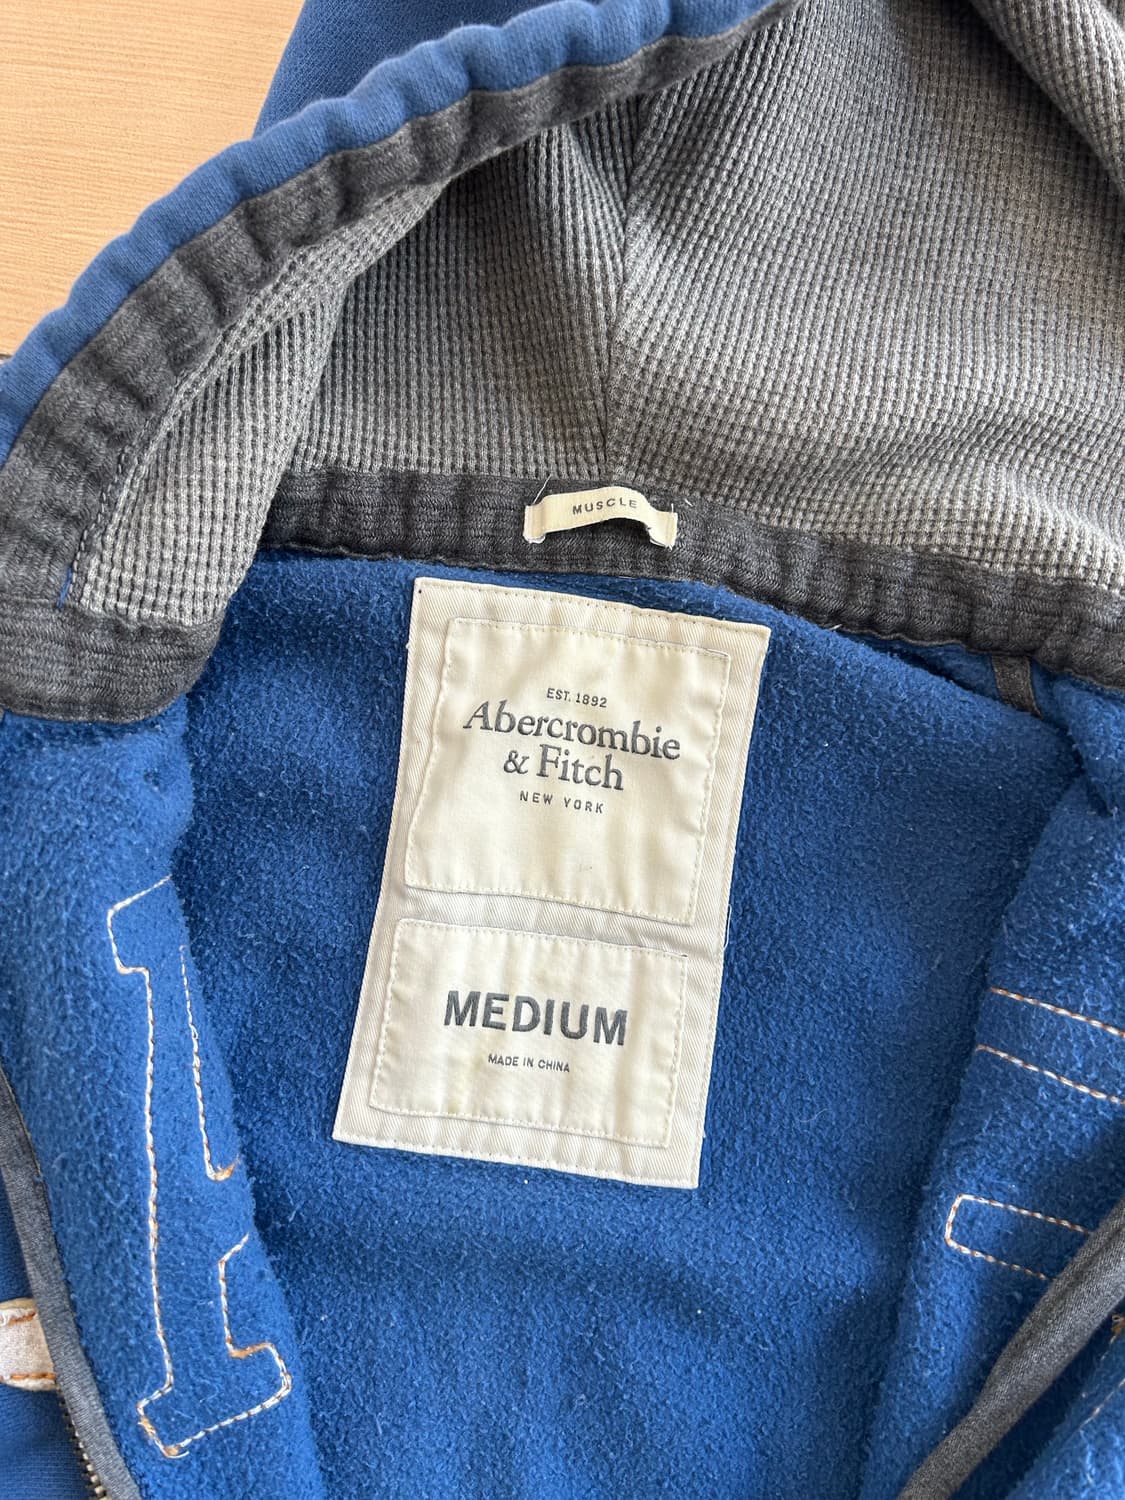 MUSCLE
EST. 1892
Abercrombie
& Fitch
NEW YORK
MEDIUM
MADE IN CHINA